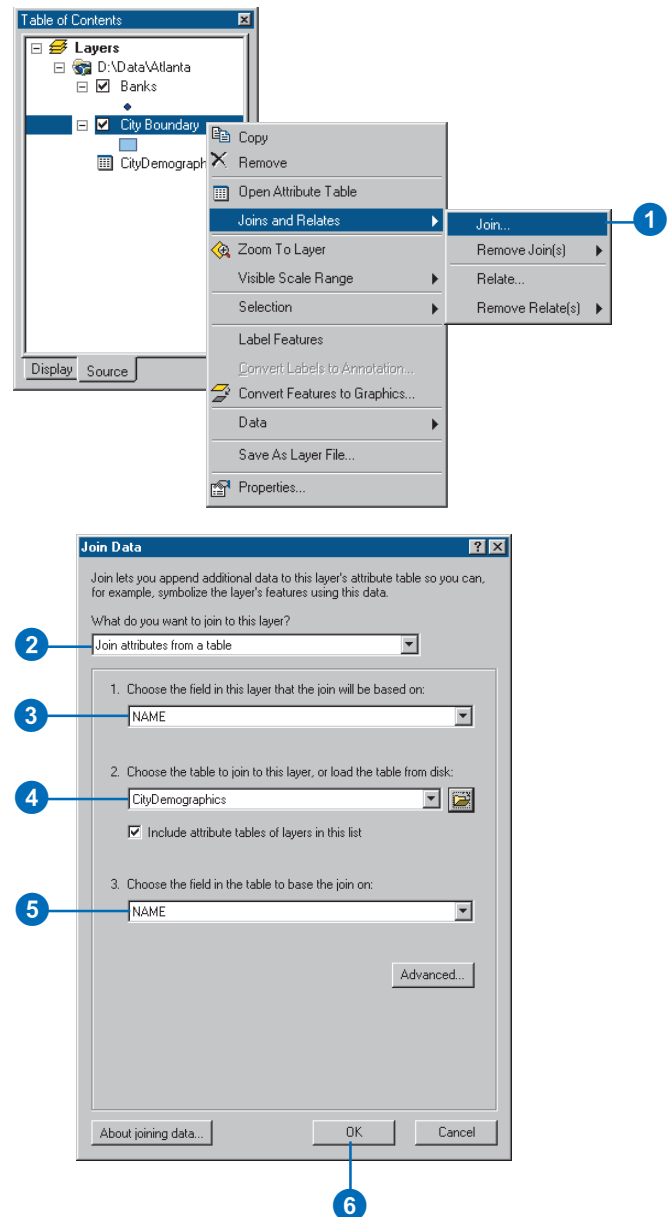 Table of Contents
Layers
D:\Data\Atlanta
Banks
City Boundary
CityDemograph
Display
Source
Copy
Remove
Open Attribute Table
Joins and Relates
Zoom To Layer
Visible Scale Range
Selection
Label Features
Convert Labels to Annotation...
Convert Features to Graphics...
Data
Save As Layer File...
Properties...
Join...
Remove Join(s)
Relate...
Remove Relate(s)
1
Join Data
Join lets you append additional data to this layer's attribute table so you can,
for example, symbolize the layer's features using this data.
What do you want to join to this layer?
2
Join attributes from a table
1. Choose the field in this layer that the join will be based on:
3
NAME
2. Choose the table to join to this layer, or load the table from disk:
4
CityDemographics
Include attribute tables of layers in this list
3. Choose the field in the table to base the join on:
5
NAME
Advanced...
About joining data...
OK
Cancel
6